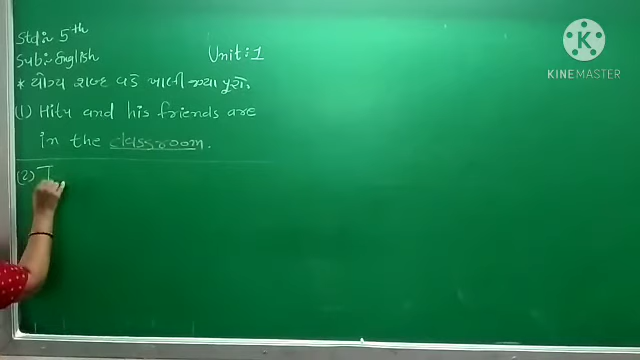 Std:- 5th
Sub:- English
Unit:1
* યોગ્ય શબ્દ વડે ખાલી જગ્યા પૂરો.
(1) Hitu and his friends are
in the classroom.
(2) T
KINEMASTER